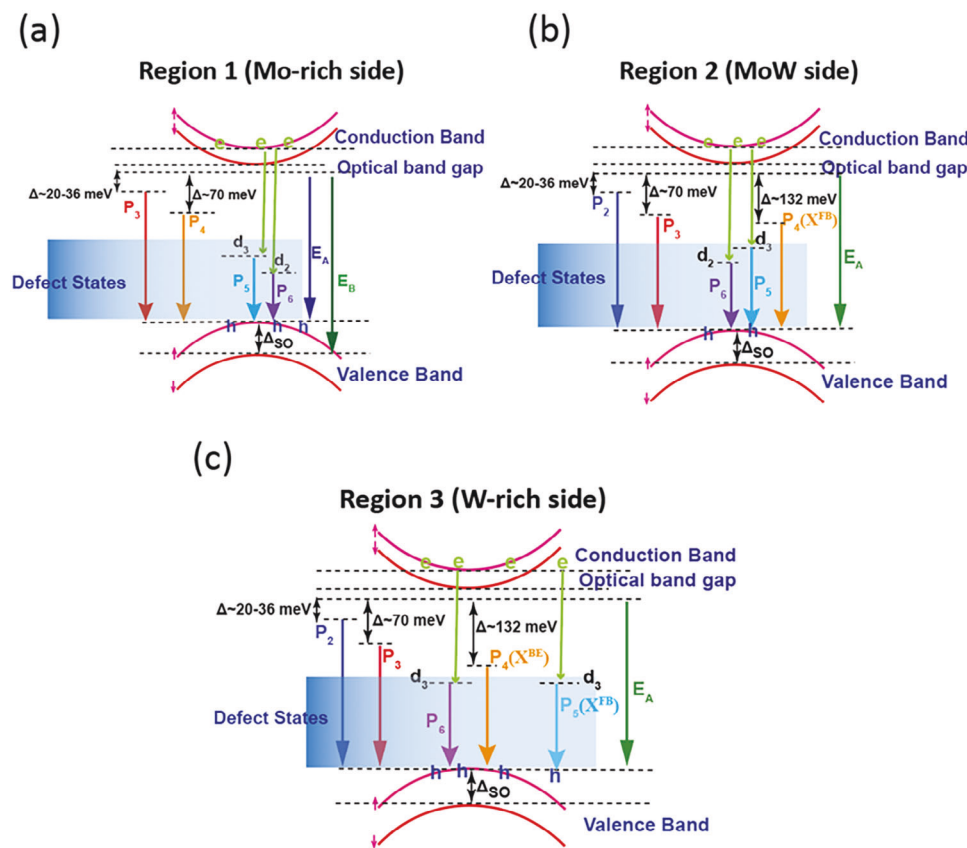 (a)
Region 1 (Mo-rich side)
e e e
Conduction Band
Optical band gap
Δ~20-36 meV
Δ~70 meV
P3
P4
d3
d2
EA
EB
Defect States
P5
P6
h h h
ΔSO
Valence Band
(b)
Region 2 (MoW side)
e e e
Conduction Band
Optical band gap
Δ~20-36 meV
Δ~70 meV
Δ~132 meV
P2
P3
P4(X^FB)
d3
d2
EA
Defect States
P6
P5
h h
ΔSO
Valence Band
(c)
Region 3 (W-rich side)
e e e e
Conduction Band
Optical band gap
Δ~20-36 meV
Δ~70 meV
Δ~132 meV
P2
P3
P4(X^BE)
d3
d3
EA
Defect States
P6
P5(X^FB)
h h h h
ΔSO
Valence Band